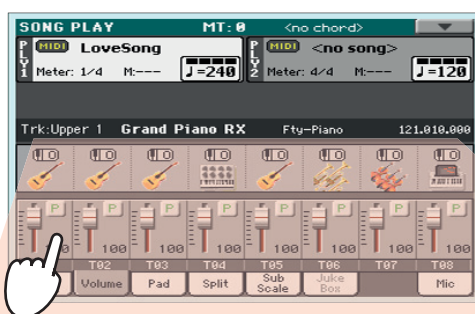 SONG PLAY MT: 0 <no chord>
PLY1 MIDI LoveSong
Meter: 1/4 M:--- ♩=240
PLY2 MIDI <no song>
Meter: 4/4 M:--- ♩=120
Trk:Upper 1 Grand Piano RX Fty-Piano 121.010.000
P P P P P P P P
100 100 100 100 100 100 100
T02 T03 T04 T05 T06 T07 T08
Volume Pad Split Sub Scale Juke Box Mic